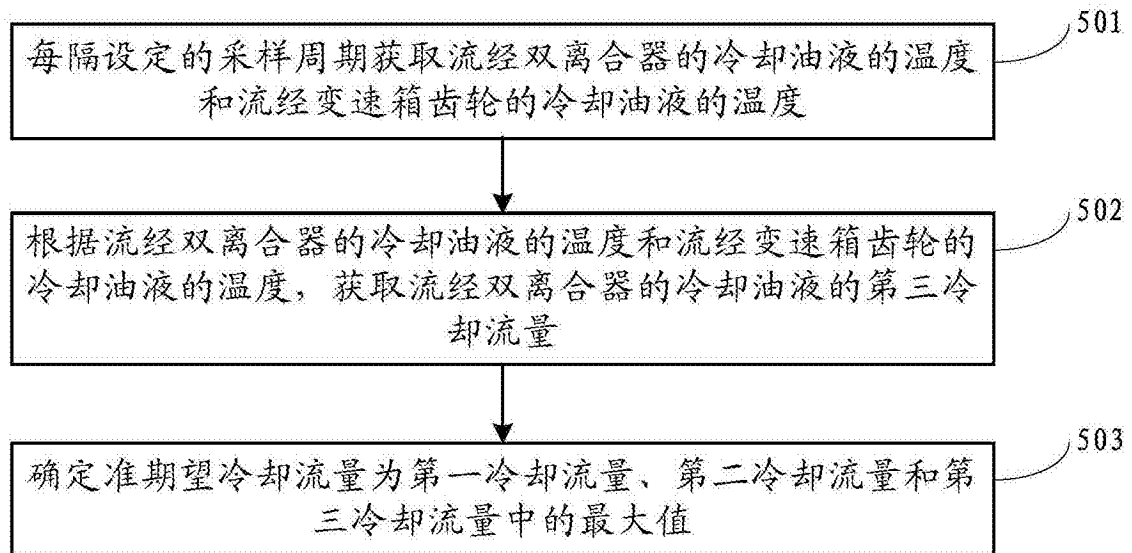 501
每隔设定的采样周期获取流经双离合器的冷却油液的温度
和流经变速箱齿轮的冷却油液的温度
502
根据流经双离合器的冷却油液的温度和流经变速箱齿轮的
冷却油液的温度，获取流经双离合器的冷却油液的第三冷
却流量
503
确定准期望冷却流量为第一冷却流量、第二冷却流量和第
三冷却流量中的最大值